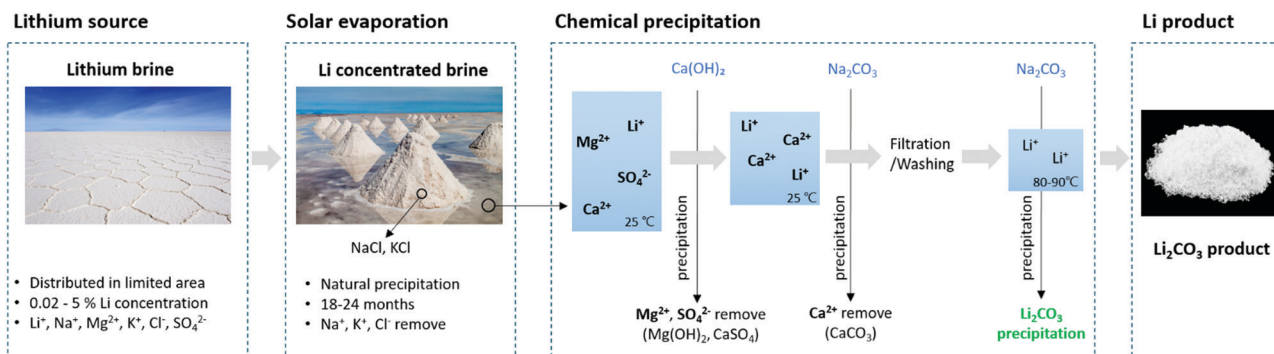 Lithium source
Lithium brine
• Distributed in limited area
• 0.02 - 5 % Li concentration
• Li⁺, Na⁺, Mg²⁺, K⁺, Cl⁻, SO₄²⁻
Solar evaporation
Li concentrated brine
NaCl, KCl
• Natural precipitation
• 18-24 months
• Na⁺, K⁺, Cl⁻ remove
Chemical precipitation
Ca(OH)₂
Li⁺
Mg²⁺
SO₄²⁻
Ca²⁺
25 ℃
precipitation
Mg²⁺, SO₄²⁻ remove
(Mg(OH)₂, CaSO₄)
Na₂CO₃
Li⁺
Ca²⁺
Ca²⁺
Li⁺
25 ℃
precipitation
Ca²⁺ remove
(CaCO₃)
Filtration
/Washing
Na₂CO₃
Li⁺
Li⁺
80-90℃
precipitation
Li₂CO₃
precipitation
Li product
Li₂CO₃ product